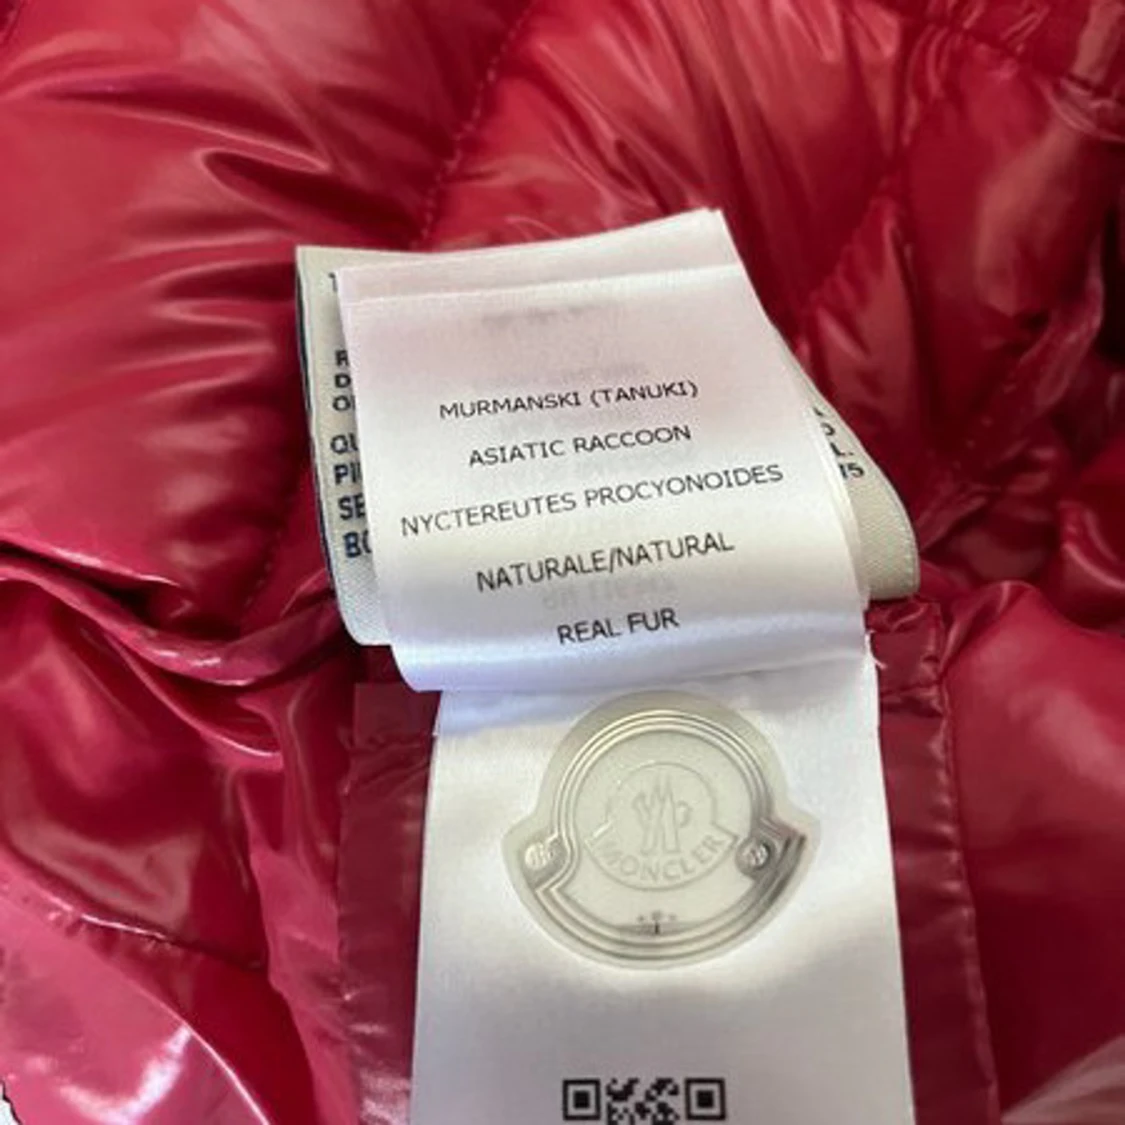 MURMANSKI (TANUKI)
ASIATIC RACCOON
NYCTEREUTES PROCYONOIDES
NATURALE/NATURAL
REAL FUR
MONCLER